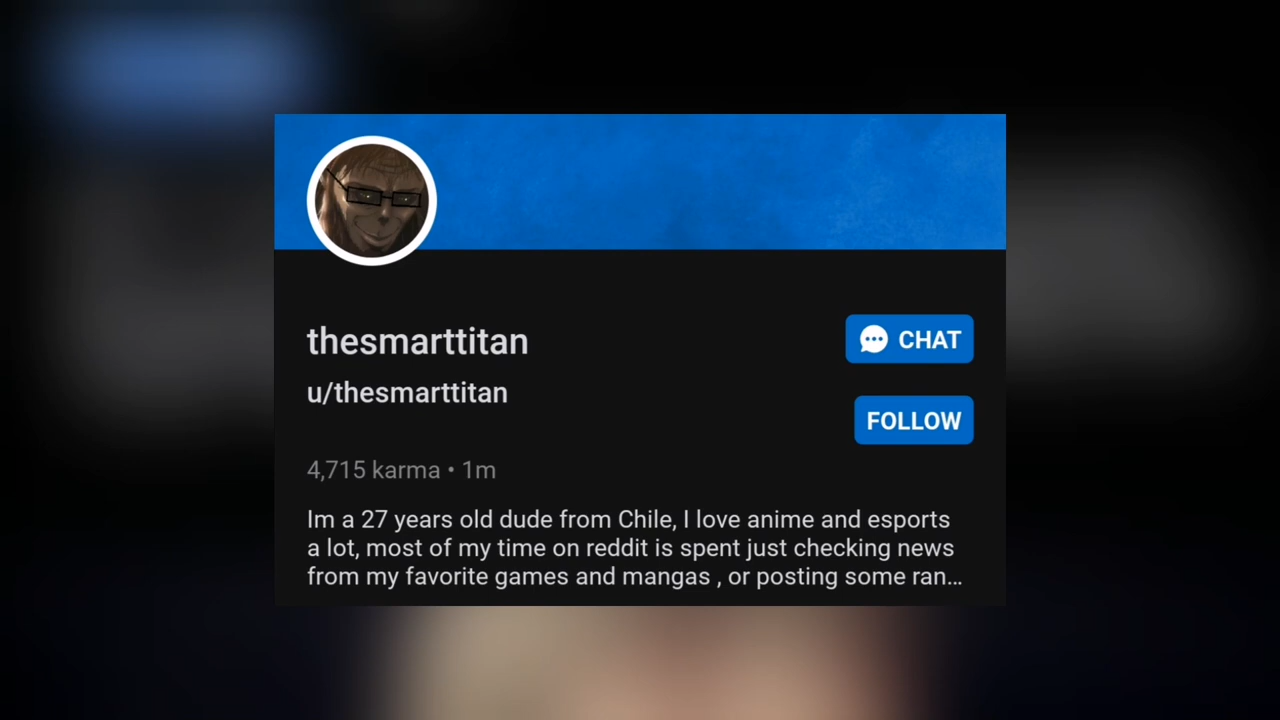 thesmarttitan
CHAT
u/thesmarttitan
FOLLOW
4,715 karma • 1m
Im a 27 years old dude from Chile, I love anime and esports
a lot, most of my time on reddit is spent just checking news
from my favorite games and mangas , or posting some ran...